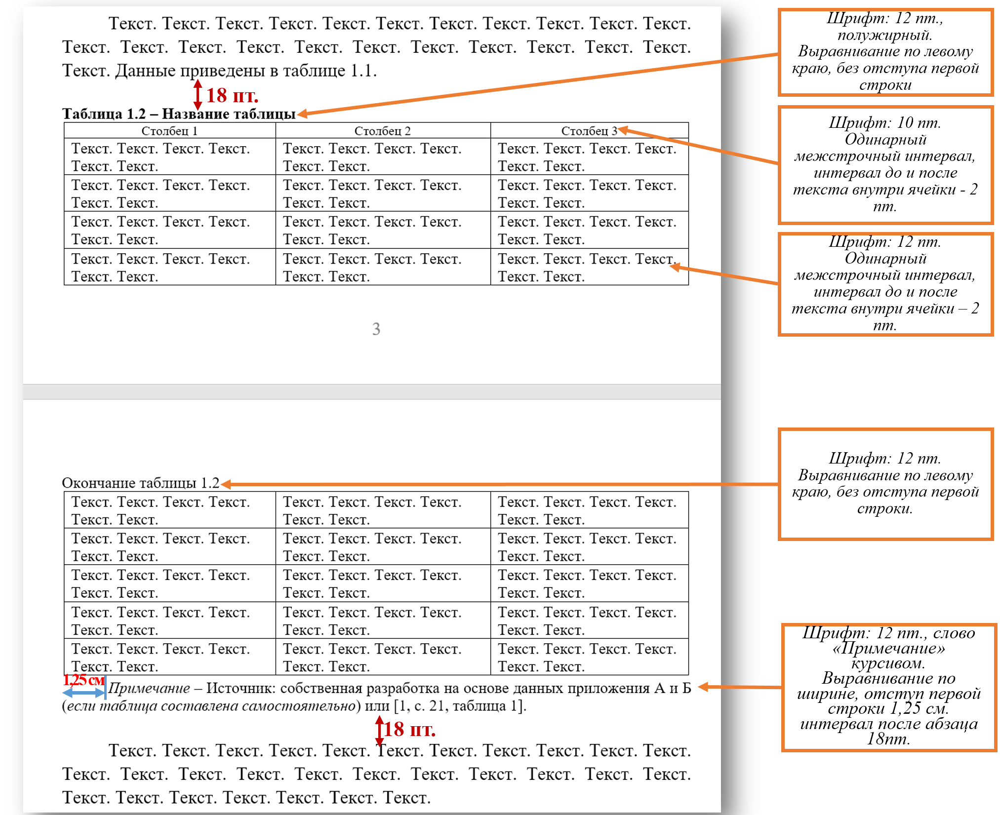 Текст. Текст. Текст. Текст. Текст. Текст. Текст. Текст. Текст. Текст. Текст.
Текст. Текст. Текст. Текст. Текст. Текст. Текст. Текст. Текст. Текст. Текст.
Текст. Данные приведены в таблице 1.1.
18 пт.
Таблица 1.2 – Название таблицы
Столбец 1 Столбец 2 Столбец 3
Текст. Текст. Текст. Текст. Текст. Текст. Текст. Текст. Текст. Текст. Текст. Текст.
Текст. Текст. Текст. Текст. Текст. Текст.
Текст. Текст. Текст. Текст. Текст. Текст. Текст. Текст. Текст. Текст. Текст. Текст.
Текст. Текст. Текст. Текст. Текст. Текст.
Текст. Текст. Текст. Текст. Текст. Текст. Текст. Текст. Текст. Текст. Текст. Текст.
Текст. Текст. Текст. Текст. Текст. Текст.
Текст. Текст. Текст. Текст. Текст. Текст. Текст. Текст. Текст. Текст. Текст. Текст.
Текст. Текст. Текст. Текст. Текст. Текст.
3
Окончание таблицы 1.2
Текст. Текст. Текст. Текст. Текст. Текст. Текст. Текст. Текст. Текст. Текст. Текст.
Текст. Текст. Текст. Текст. Текст. Текст.
Текст. Текст. Текст. Текст. Текст. Текст. Текст. Текст. Текст. Текст. Текст. Текст.
Текст. Текст. Текст. Текст. Текст. Текст.
Текст. Текст. Текст. Текст. Текст. Текст. Текст. Текст. Текст. Текст. Текст. Текст.
Текст. Текст. Текст. Текст. Текст. Текст.
Текст. Текст. Текст. Текст. Текст. Текст. Текст. Текст. Текст. Текст. Текст. Текст.
Текст. Текст. Текст. Текст. Текст. Текст.
Текст. Текст. Текст. Текст. Текст. Текст. Текст. Текст. Текст. Текст. Текст. Текст.
Текст. Текст. Текст. Текст. Текст. Текст.
1,25 см
Примечание – Источник: собственная разработка на основе данных приложения А и Б
(если таблица составлена самостоятельно) или [1, с. 21, таблица 1].
18 пт.
Текст. Текст. Текст. Текст. Текст. Текст. Текст. Текст. Текст. Текст. Текст.
Текст. Текст. Текст. Текст. Текст. Текст. Текст. Текст. Текст. Текст. Текст.
Текст. Текст. Текст. Текст. Текст. Текст. Текст.
Шрифт: 12 пт.,
полужирный.
Выравнивание по левому
краю, без отступа первой
строки
Шрифт: 10 пт.
Одинарный
межстрочный интервал,
интервал до и после
текста внутри ячейки - 2
пт.
Шрифт: 12 пт.
Одинарный
межстрочный интервал,
интервал до и после
текста внутри ячейки – 2
пт.
Шрифт: 12 пт.
Выравнивание по левому
краю, без отступа первой
строки.
Шрифт: 12 пт., слово
«Примечание»
курсивом.
Выравнивание по
ширине, отступ первой
строки 1,25 см.
интервал после абзаца
18пт.